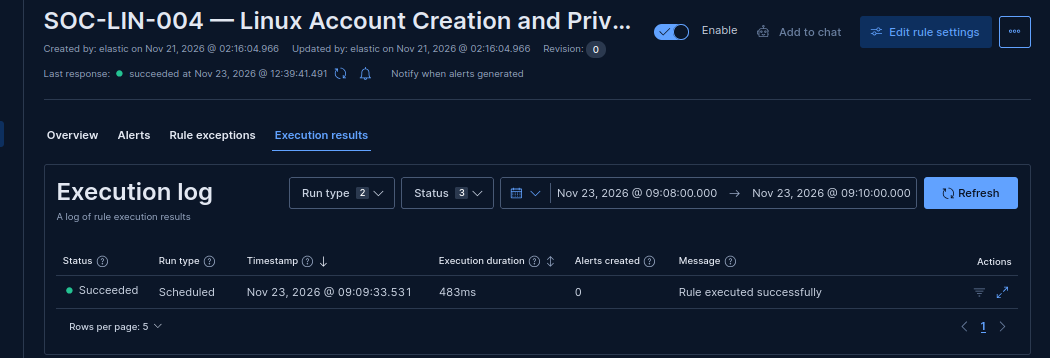 SOC-LIN-004 — Linux Account Creation and Priv...
Enable
Add to chat
Edit rule settings
Created by: elastic on Nov 21, 2026 @ 02:16:04.966 Updated by: elastic on Nov 21, 2026 @ 02:16:04.966 Revision: 0
Last response: succeeded at Nov 23, 2026 @ 12:39:41.491 Notify when alerts generated
Overview Alerts Rule exceptions Execution results
Execution log
Run type 2
Status 3
Nov 23, 2026 @ 09:08:00.000 → Nov 23, 2026 @ 09:10:00.000
Refresh
A log of rule execution results
Status Run type Timestamp Execution duration Alerts created Message Actions
Succeeded Scheduled Nov 23, 2026 @ 09:09:33.531 483ms 0 Rule executed successfully
Rows per page: 5
1